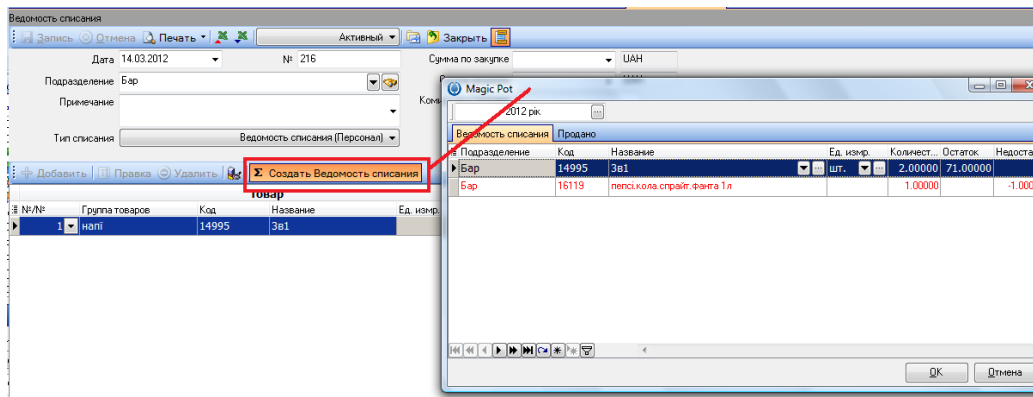 Ведомость списания
Запись Отмена Печать Активный Закрыть
Дата 14.03.2012 № 216 Сумма по закупке UAH
Подразделение Бар
Примечание
Тип списания Ведомость списания (Персонал)
Добавить Правка Удалить Σ Создать Ведомость списания
Товар
№/№ Группа товаров Код Название Ед. измр.
1 напї 14995 3в1
Magic Pot
2012 рік
Ведомость списания Продано
Подразделение Код Название Ед. измр. Количест... Остаток Недоста
Бар 14995 3в1 шт. 2.00000 71.00000
Бар 16119 пепсі.кола.спрайт.фанта 1л 1.00000 -1.000
OK Отмена